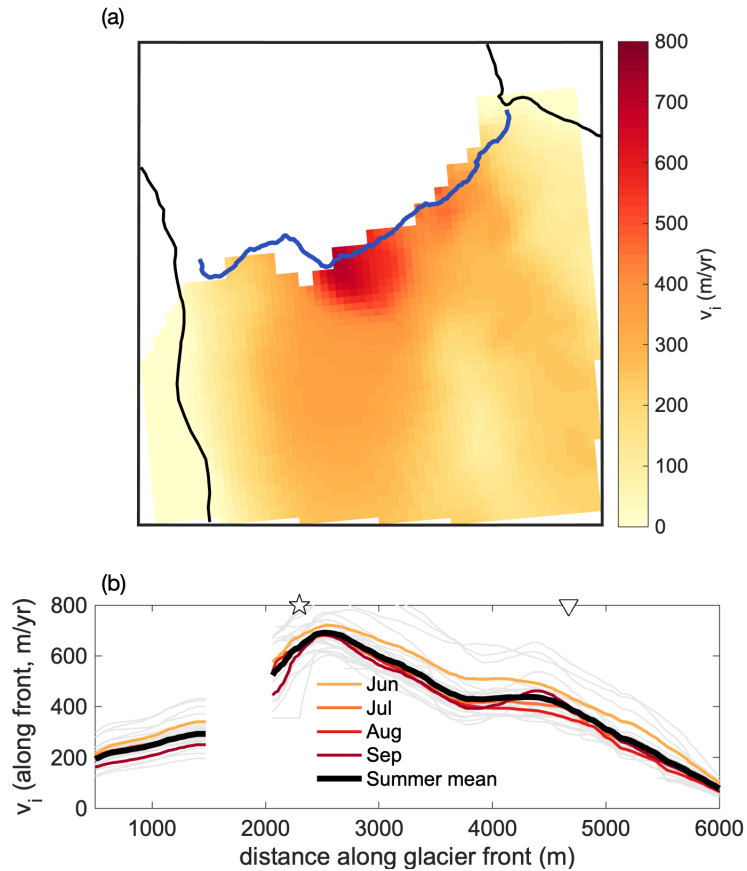 (a)
800
700
600
500
400
300
200
100
0
v_i (m/yr)
(b)
v_i (along front, m/yr)
800
600
400
200
0
Jun
Jul
Aug
Sep
Summer mean
1000 2000 3000 4000 5000 6000
distance along glacier front (m)